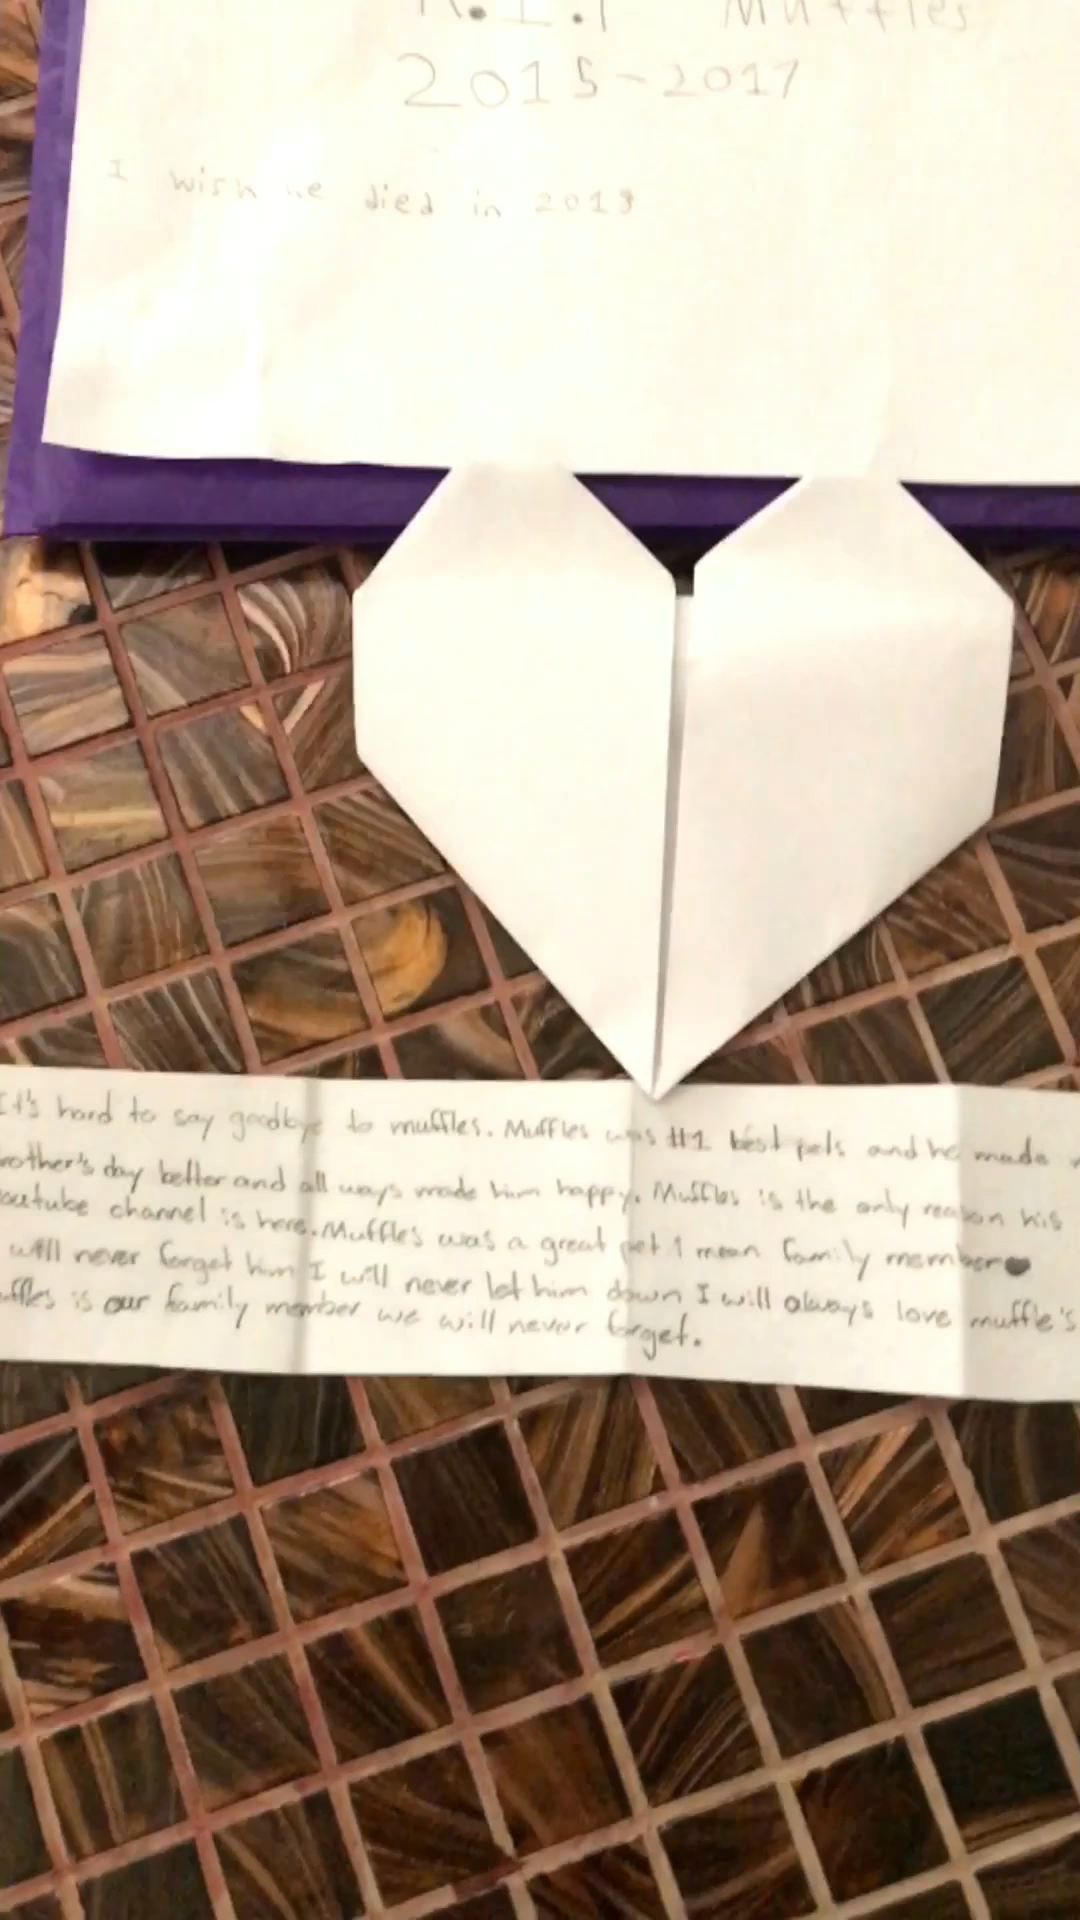 R.I.P Muffles
2015-2017
I wish he died in 2018
It's hard to say goodbye to muffles. Muffles was #1 best pets and he made
brother's day better and all ways made him happy. Muffles is the only reason his
outube channel is here. Muffles was a great pet I mean family member
will never forget him I will never let him down I will always love muffle's
uffles is our family member we will never forget.